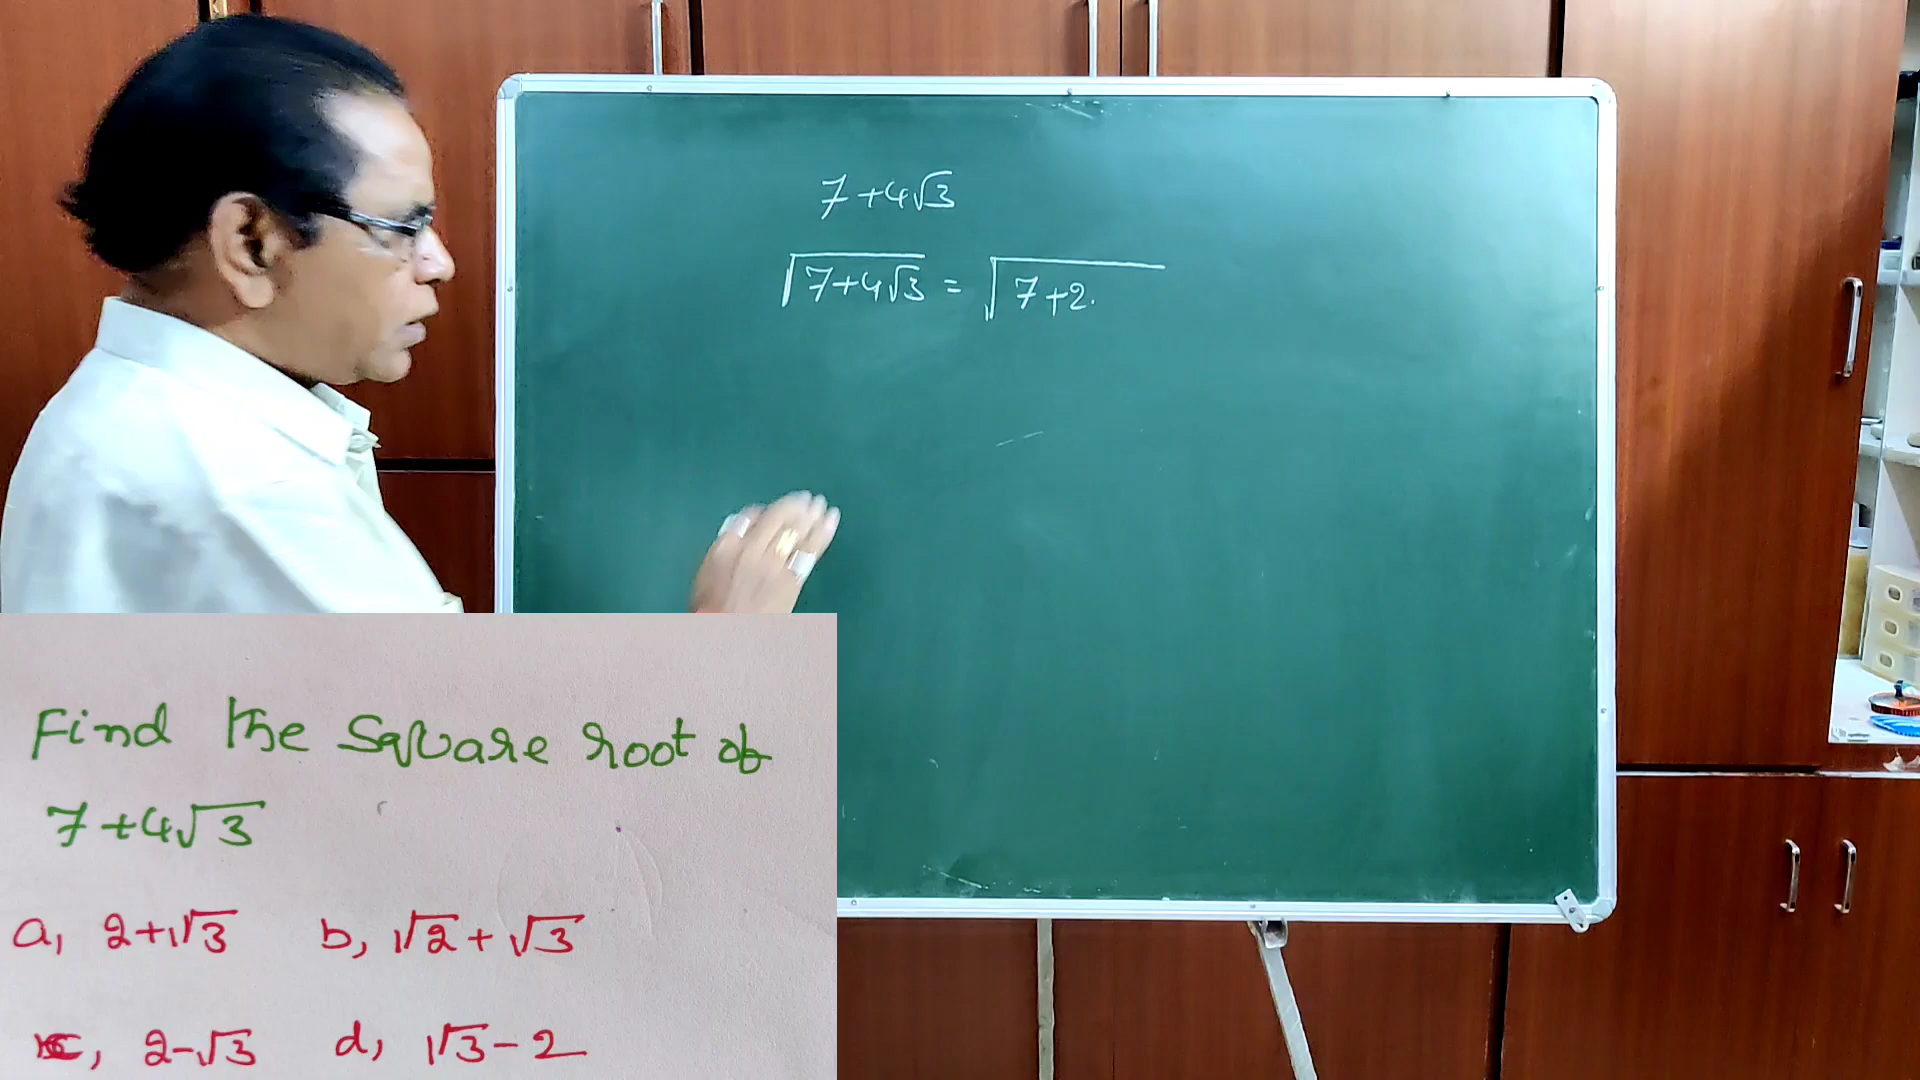 7+4√3
√(7+4√3) = √(7+2.
Find the Square root of
7+4√3
a, 2+√3 b, √2+√3
c, 2-√3 d, √3-2